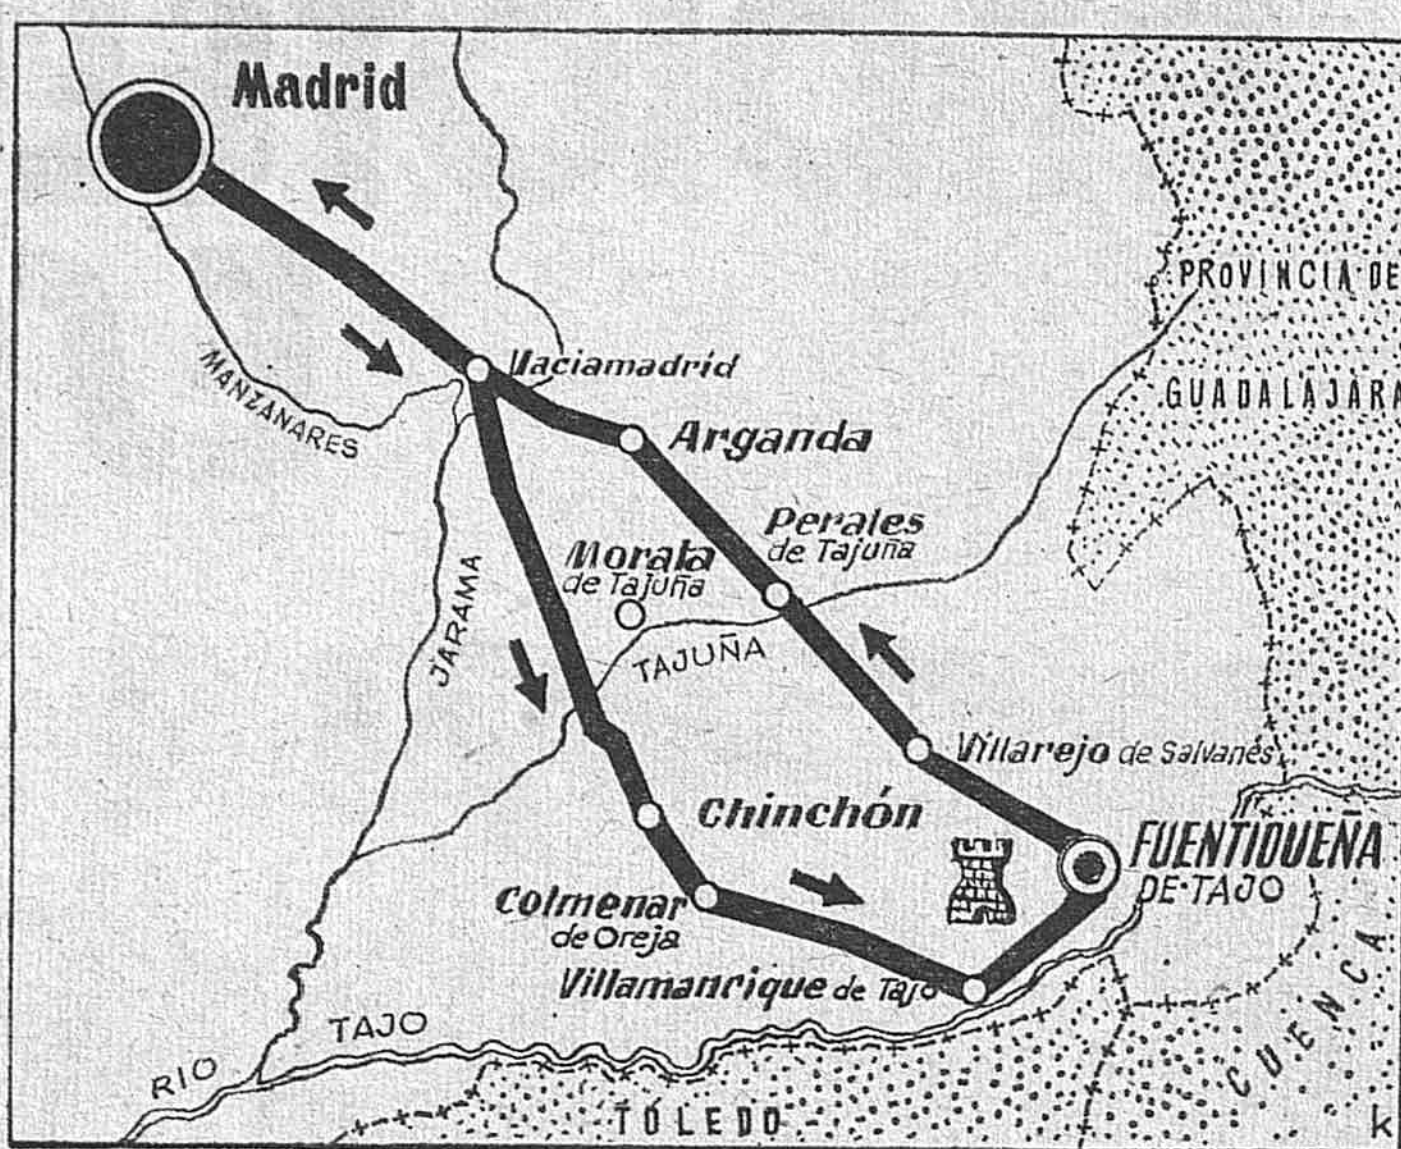 Madrid
PROVINCIA DE
Vaciamadrid
MANZANARES
GUADALAJARA
Arganda
Perales
de Tajuña
Morata
de Tajuña
JARAMA
TAJUÑA
Villarejo de Salvanés
Chinchón
FUENTIDUEÑA
DE TAJO
Colmenar
de Oreja
Villamanrique de Tajo
CUENCA
RIO TAJO
TOLEDO
k